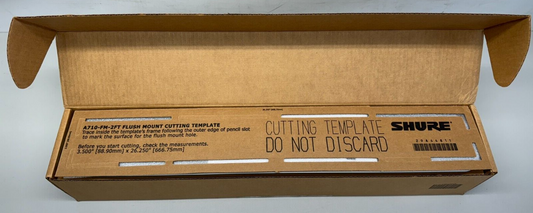 A710-FM-2FT FLUSH MOUNT CUTTING TEMPLATE
Trace inside the template's frame following the outer edge of pencil slot
to mark the surface for the flush mount hole.
Before you start cutting, check the measurements.
3.500" [88.90mm] x 26.250" [666.75mm]
CUTTING TEMPLATE
DO NOT DISCARD
SHURE